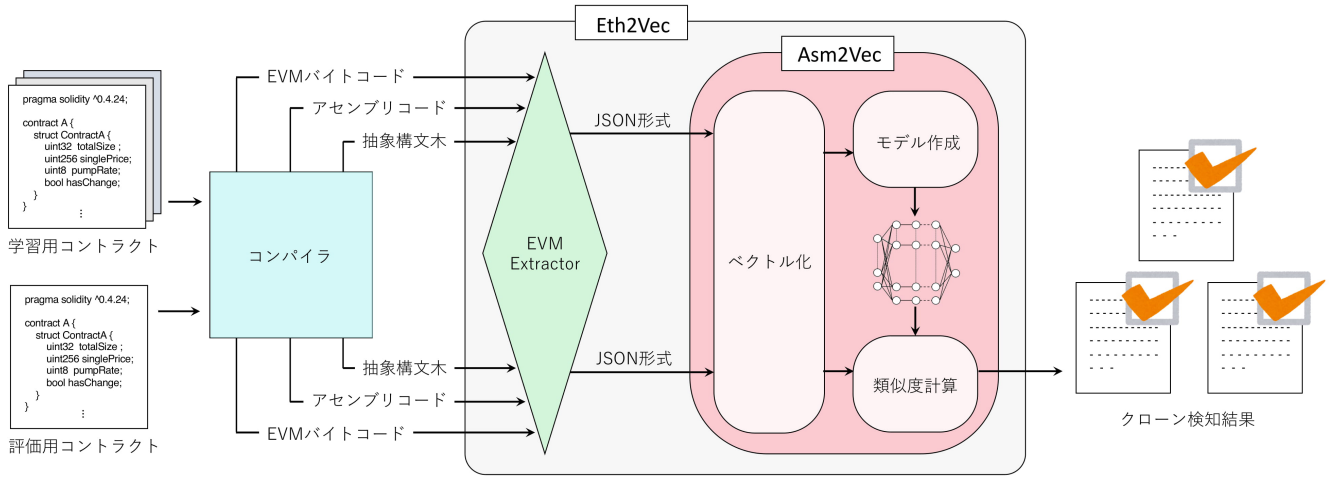 Eth2Vec
Asm2Vec
pragma solidity ^0.4.24;
contract A {
struct ContractA {
uint32 totalSize ;
uint256 singlePrice;
uint8 pumpRate;
bool hasChange;
}
}
⋮
学習用コントラクト
pragma solidity ^0.4.24;
contract A {
struct ContractA {
uint32 totalSize ;
uint256 singlePrice;
uint8 pumpRate;
bool hasChange;
}
}
⋮
評価用コントラクト
コンパイラ
EVMバイトコード
アセンブリコード
抽象構文木
抽象構文木
アセンブリコード
EVMバイトコード
EVM
Extractor
JSON形式
JSON形式
ベクトル化
モデル作成
類似度計算
クローン検知結果